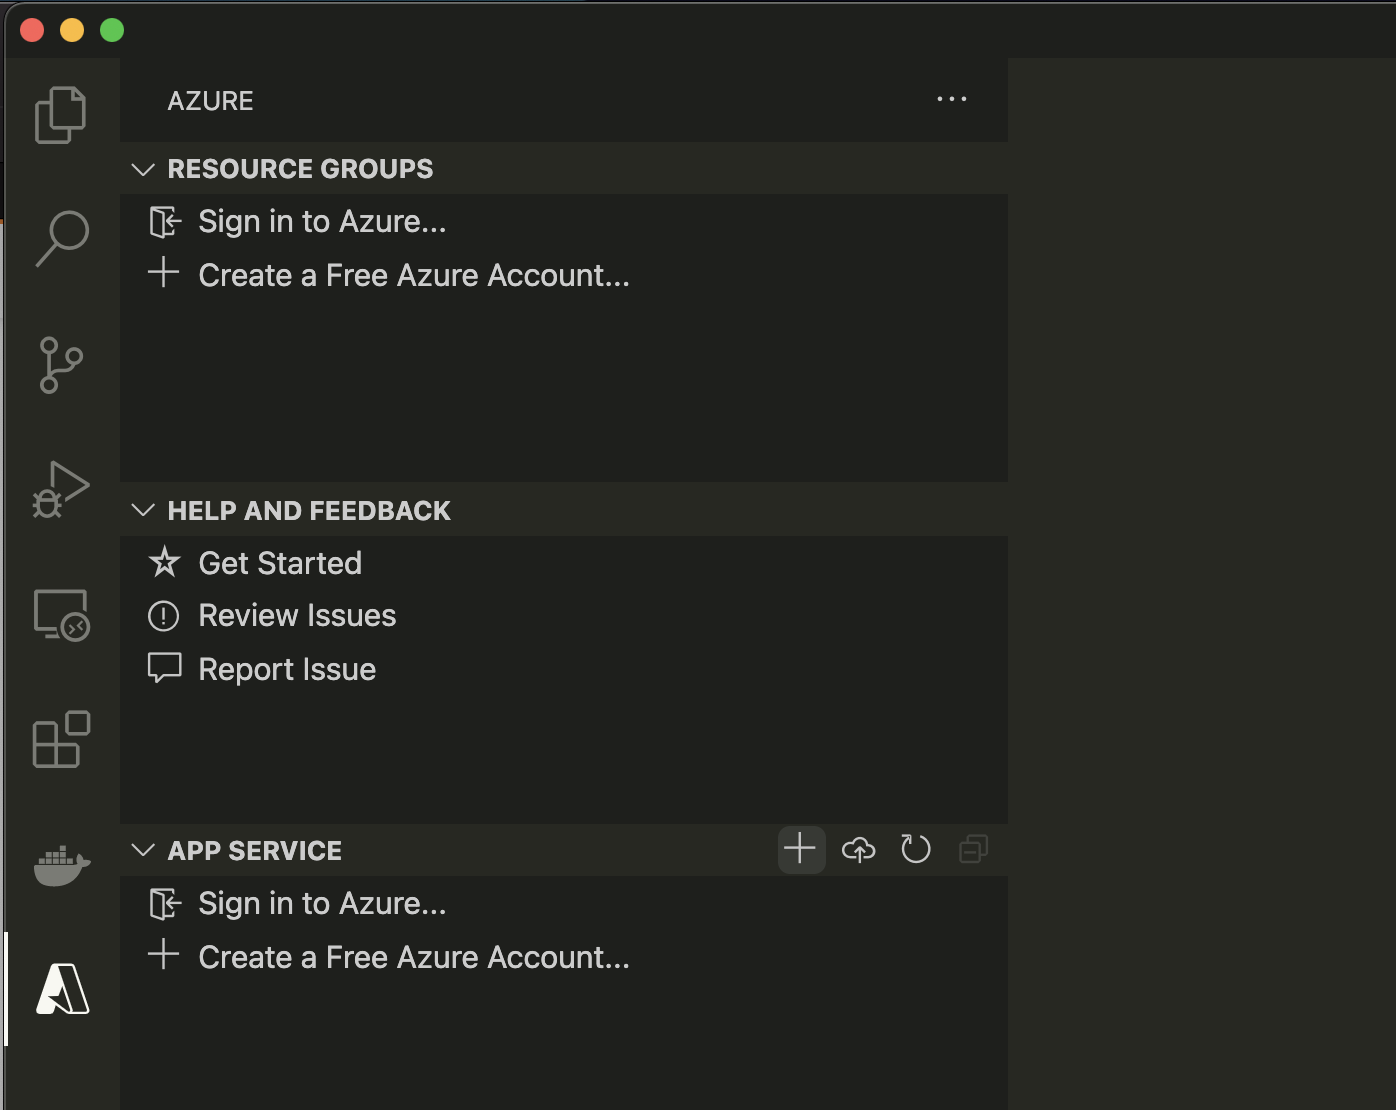 AZURE
RESOURCE GROUPS
Sign in to Azure...
Create a Free Azure Account...
HELP AND FEEDBACK
Get Started
Review Issues
Report Issue
APP SERVICE
Sign in to Azure...
Create a Free Azure Account...